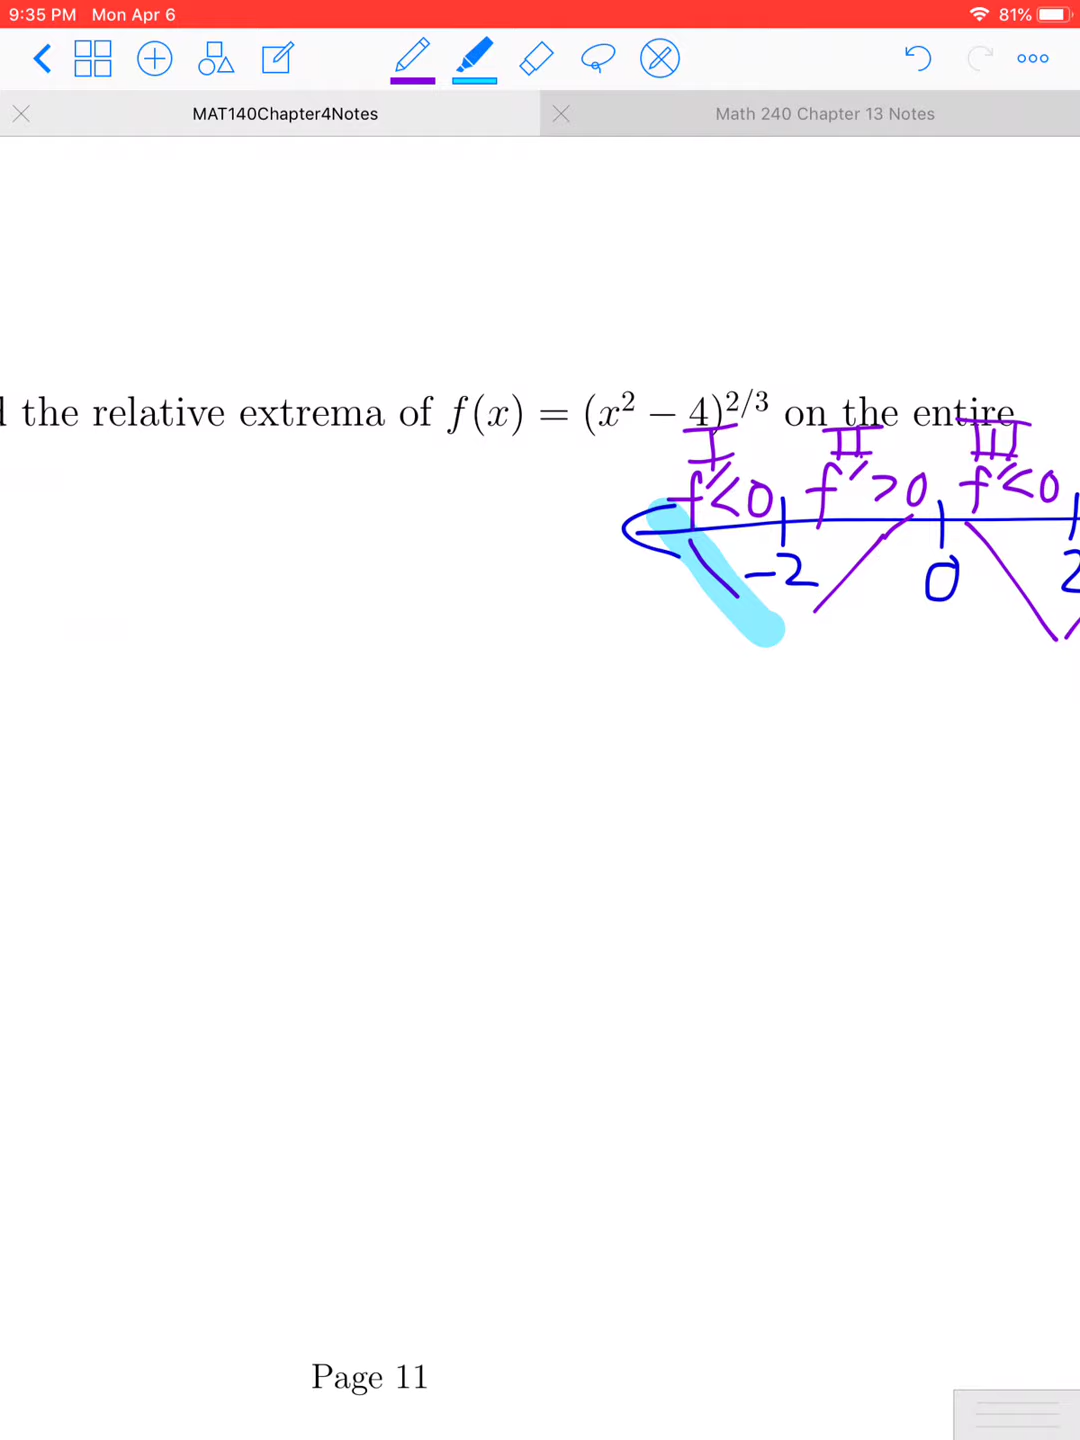 9:35 PM Mon Apr 6 81%
MAT140Chapter4Notes Math 240 Chapter 13 Notes
the relative extrema of f(x) = (x² − 4)^{2/3} on the entire
I II III
f'<0 f'>0 f'<0
-2 0 2
Page 11